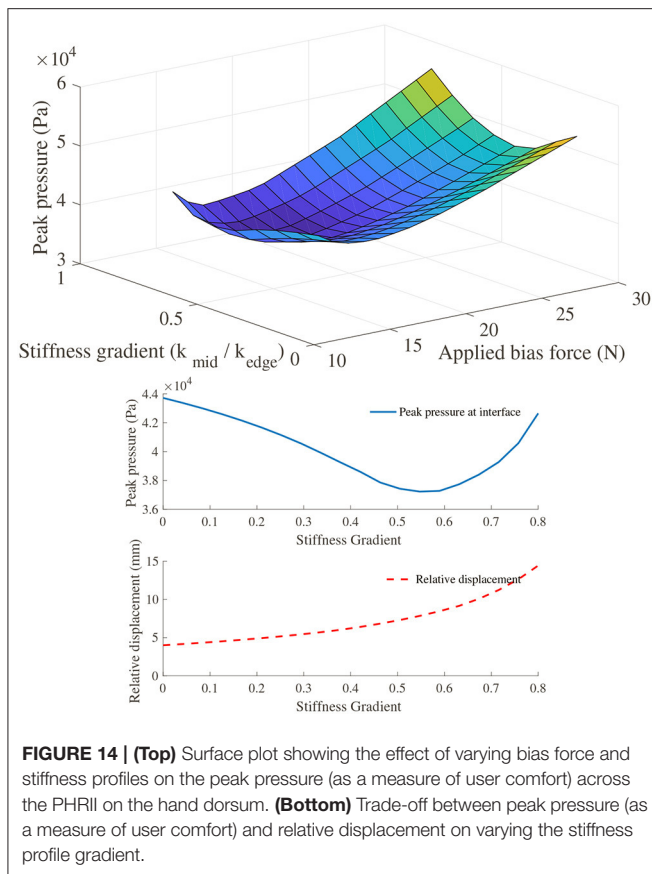 ×10⁴
6
5
4
3
Peak pressure (Pa)
1
0.5
0
Stiffness gradient (k mid / k edge)
10
15
20
25
30
Applied bias force (N)
×10⁴
4.4
4.2
4
3.8
3.6
Peak pressure (Pa)
Peak pressure at interface
0 0.1 0.2 0.3 0.4 0.5 0.6 0.7 0.8
Stiffness Gradient
15
10
5
0
Relative displacement (mm)
Relative displacement
0 0.1 0.2 0.3 0.4 0.5 0.6 0.7 0.8
Stiffness Gradient
FIGURE 14 | (Top) Surface plot showing the effect of varying bias force and
stiffness profiles on the peak pressure (as a measure of user comfort) across
the PHRII on the hand dorsum. (Bottom) Trade-off between peak pressure (as
a measure of user comfort) and relative displacement on varying the stiffness
profile gradient.